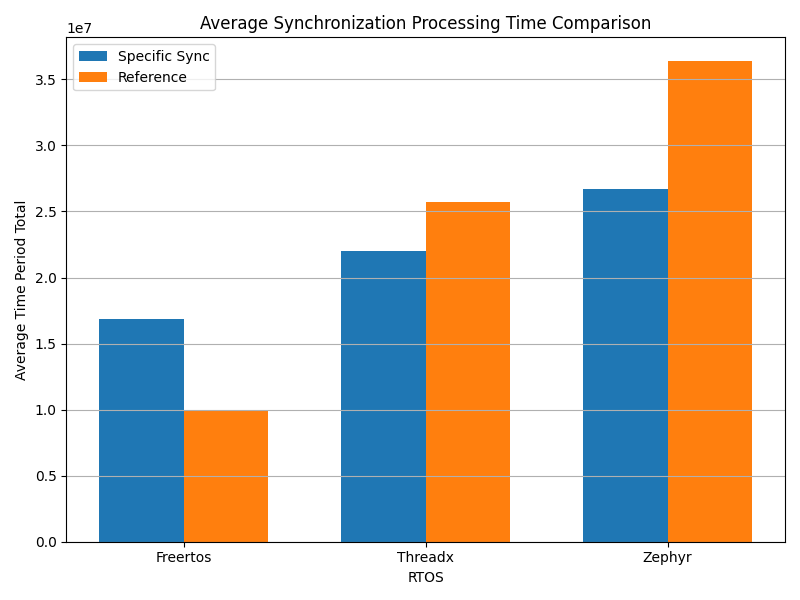 Average Synchronization Processing Time Comparison
1e7
Specific Sync
Reference
3.5
3.0
2.5
2.0
1.5
1.0
0.5
0.0
Average Time Period Total
Freertos
Threadx
Zephyr
RTOS